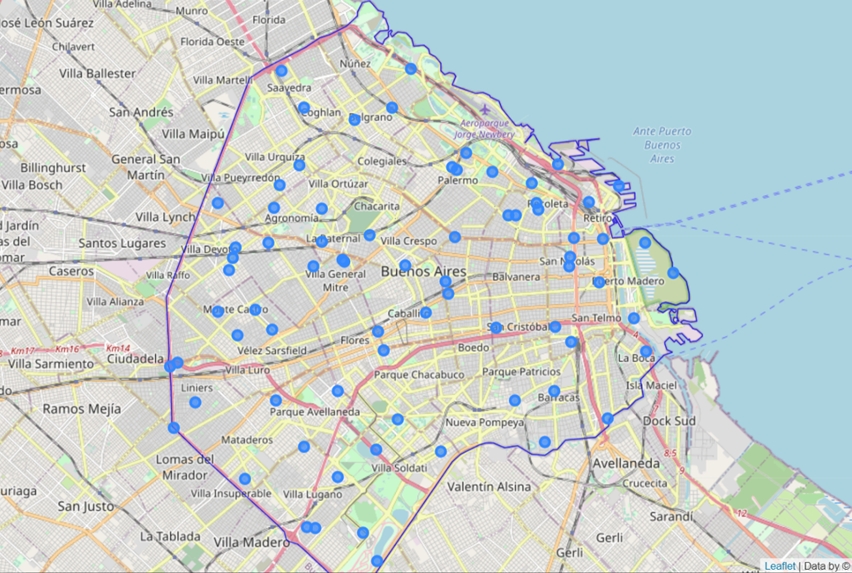 Villa Adelina
Munro
José León Suárez
Florida
Florida Oeste
Chilavert
Villa Ballester
Villa Martelli
Núñez
Saavedra
San Andrés
Coghlan
Belgrano
Aeroparque
Jorge Newbery
Ante Puerto
Buenos
Aires
Villa Maipú
General San
Martín
Villa Urquiza
Colegiales
Billinghurst
Villa Bosch
Villa Pueyrredón
Villa Ortúzar
Palermo
Villa Lynch
Agronomía
Chacarita
Recoleta
Retiro
Santos Lugares
La Paternal
Villa Crespo
Villa Devoto
Caseros
Villa Raffo
Villa General
Mitre
Buenos Aires
Balvanera
San Nicolás
Puerto Madero
Villa Alianza
Monte Castro
Caballito
San Cristóbal
San Telmo
Km17
Km16
Km14
Ciudadela
Vélez Sarsfield
Flores
Boedo
La Boca
Villa Sarmiento
Villa Luro
Parque Chacabuco
Parque Patricios
Isla Maciel
Liniers
Ramos Mejía
Parque Avellaneda
Barracas
Nueva Pompeya
Dock Sud
Mataderos
Lomas del
Mirador
Villa Soldati
Avellaneda
8,5
9
Crucecita
Villa Insuperable
Villa Lugano
Valentín Alsina
San Justo
Sarandí
12
La Tablada
Villa Madero
Gerli
Gerli
Leaflet | Data by ©